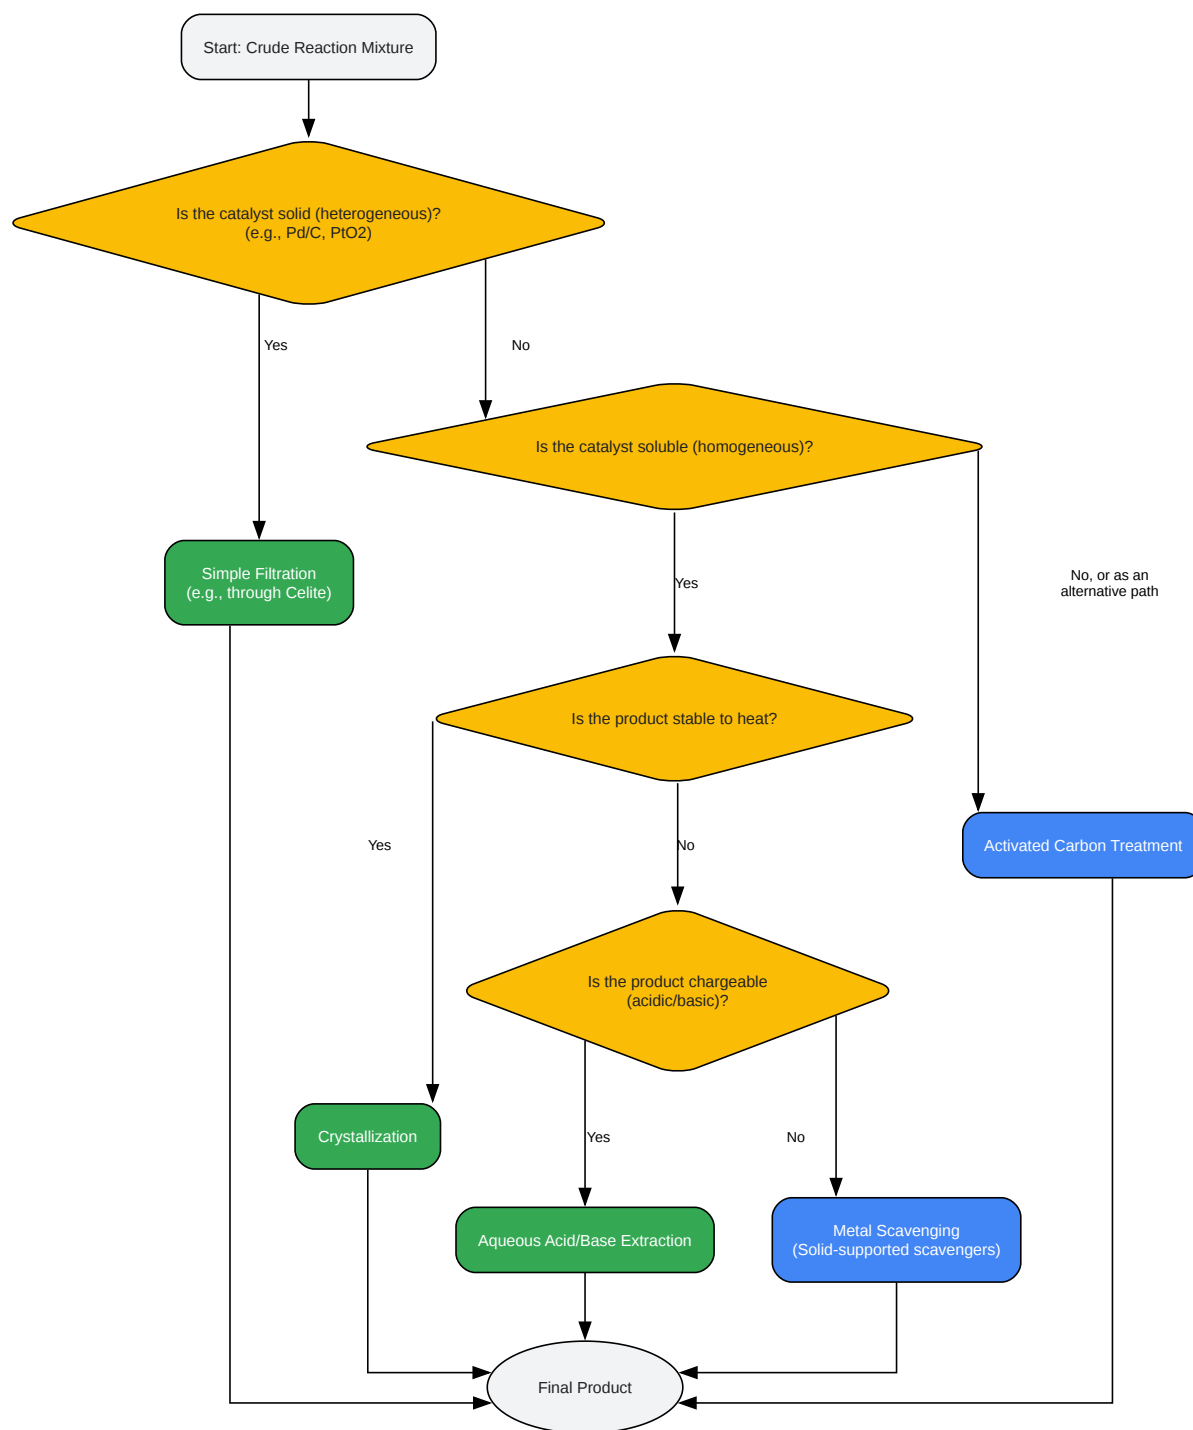 Start: Crude Reaction Mixture
Is the catalyst solid (heterogeneous)?
(e.g., Pd/C, PtO2)
Yes
No
Is the catalyst soluble (homogeneous)?
Simple Filtration
(e.g., through Celite)
Yes
No, or as an
alternative path
Is the product stable to heat?
Yes
No
Activated Carbon Treatment
Is the product chargeable
(acidic/basic)?
Crystallization
Yes
No
Aqueous Acid/Base Extraction
Metal Scavenging
(Solid-supported scavengers)
Final Product